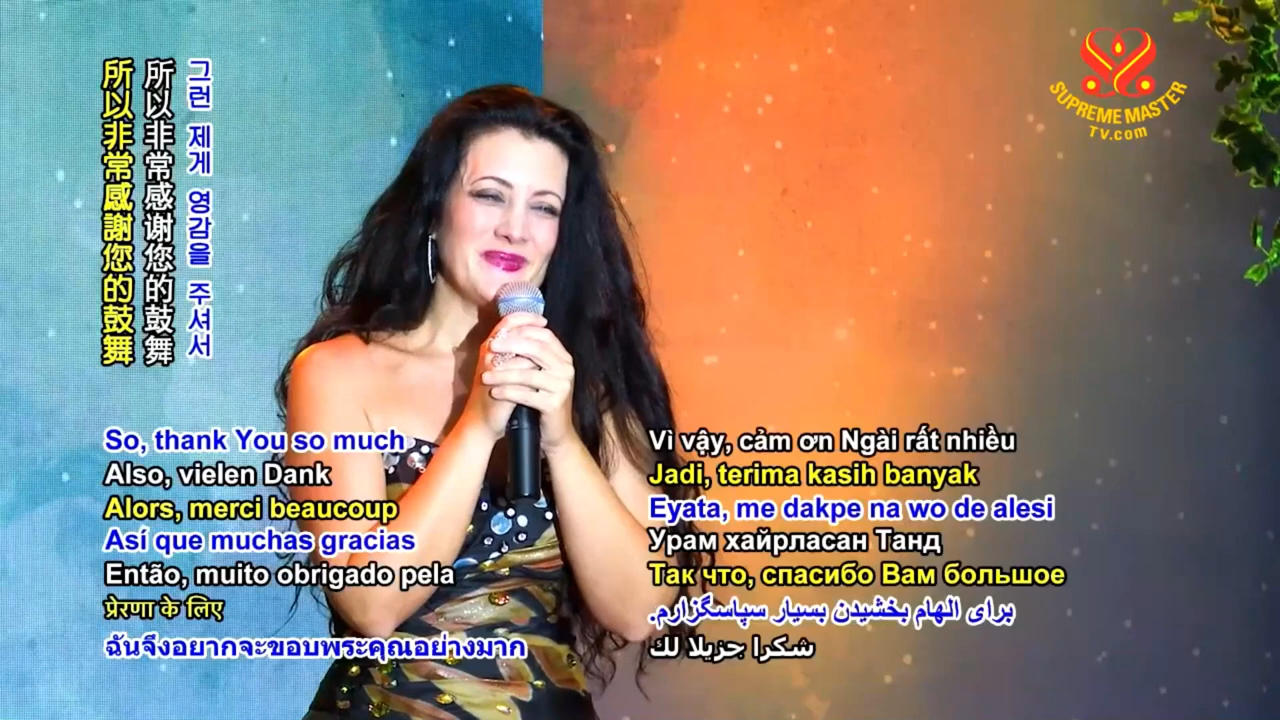 所以非常感謝您的鼓舞
所以非常感谢您的鼓舞
그런 제게 영감을 주셔서
SUPREME MASTER
TV.com
So, thank You so much
Also, vielen Dank
Alors, merci beaucoup
Así que muchas gracias
Então, muito obrigado pela
प्रेरणा के लिए
ฉันจึงอยากจะขอบพระคุณอย่างมาก
Vì vậy, cảm ơn Ngài rất nhiều
Jadi, terima kasih banyak
Eyata, me dakpe na wo de alesi
Урам хайрласан Танд
Так что, спасибо Вам большое
برای الهام بخشیدن بسیار سپاسگزارم.
شكرا جزيلا لك